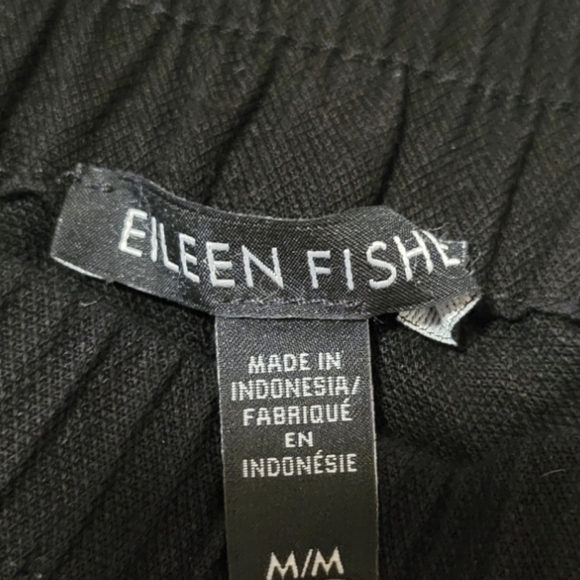 EILEEN FISHE
MADE IN
INDONESIA/
FABRIQUÉ
EN
INDONÉSIE
M/M